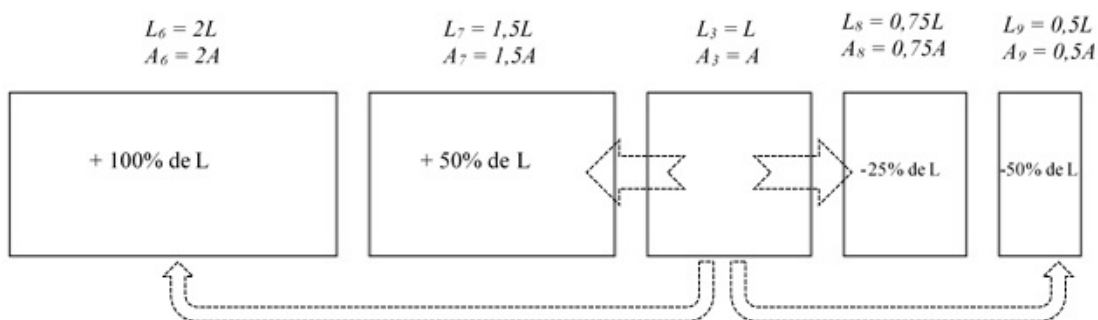 L₆ = 2L
A₆ = 2A
L₇ = 1,5L
A₇ = 1,5A
L₃ = L
A₃ = A
L₈ = 0,75L
A₈ = 0,75A
L₉ = 0,5L
A₉ = 0,5A
+ 100% de L
+ 50% de L
-25% de L
-50% de L